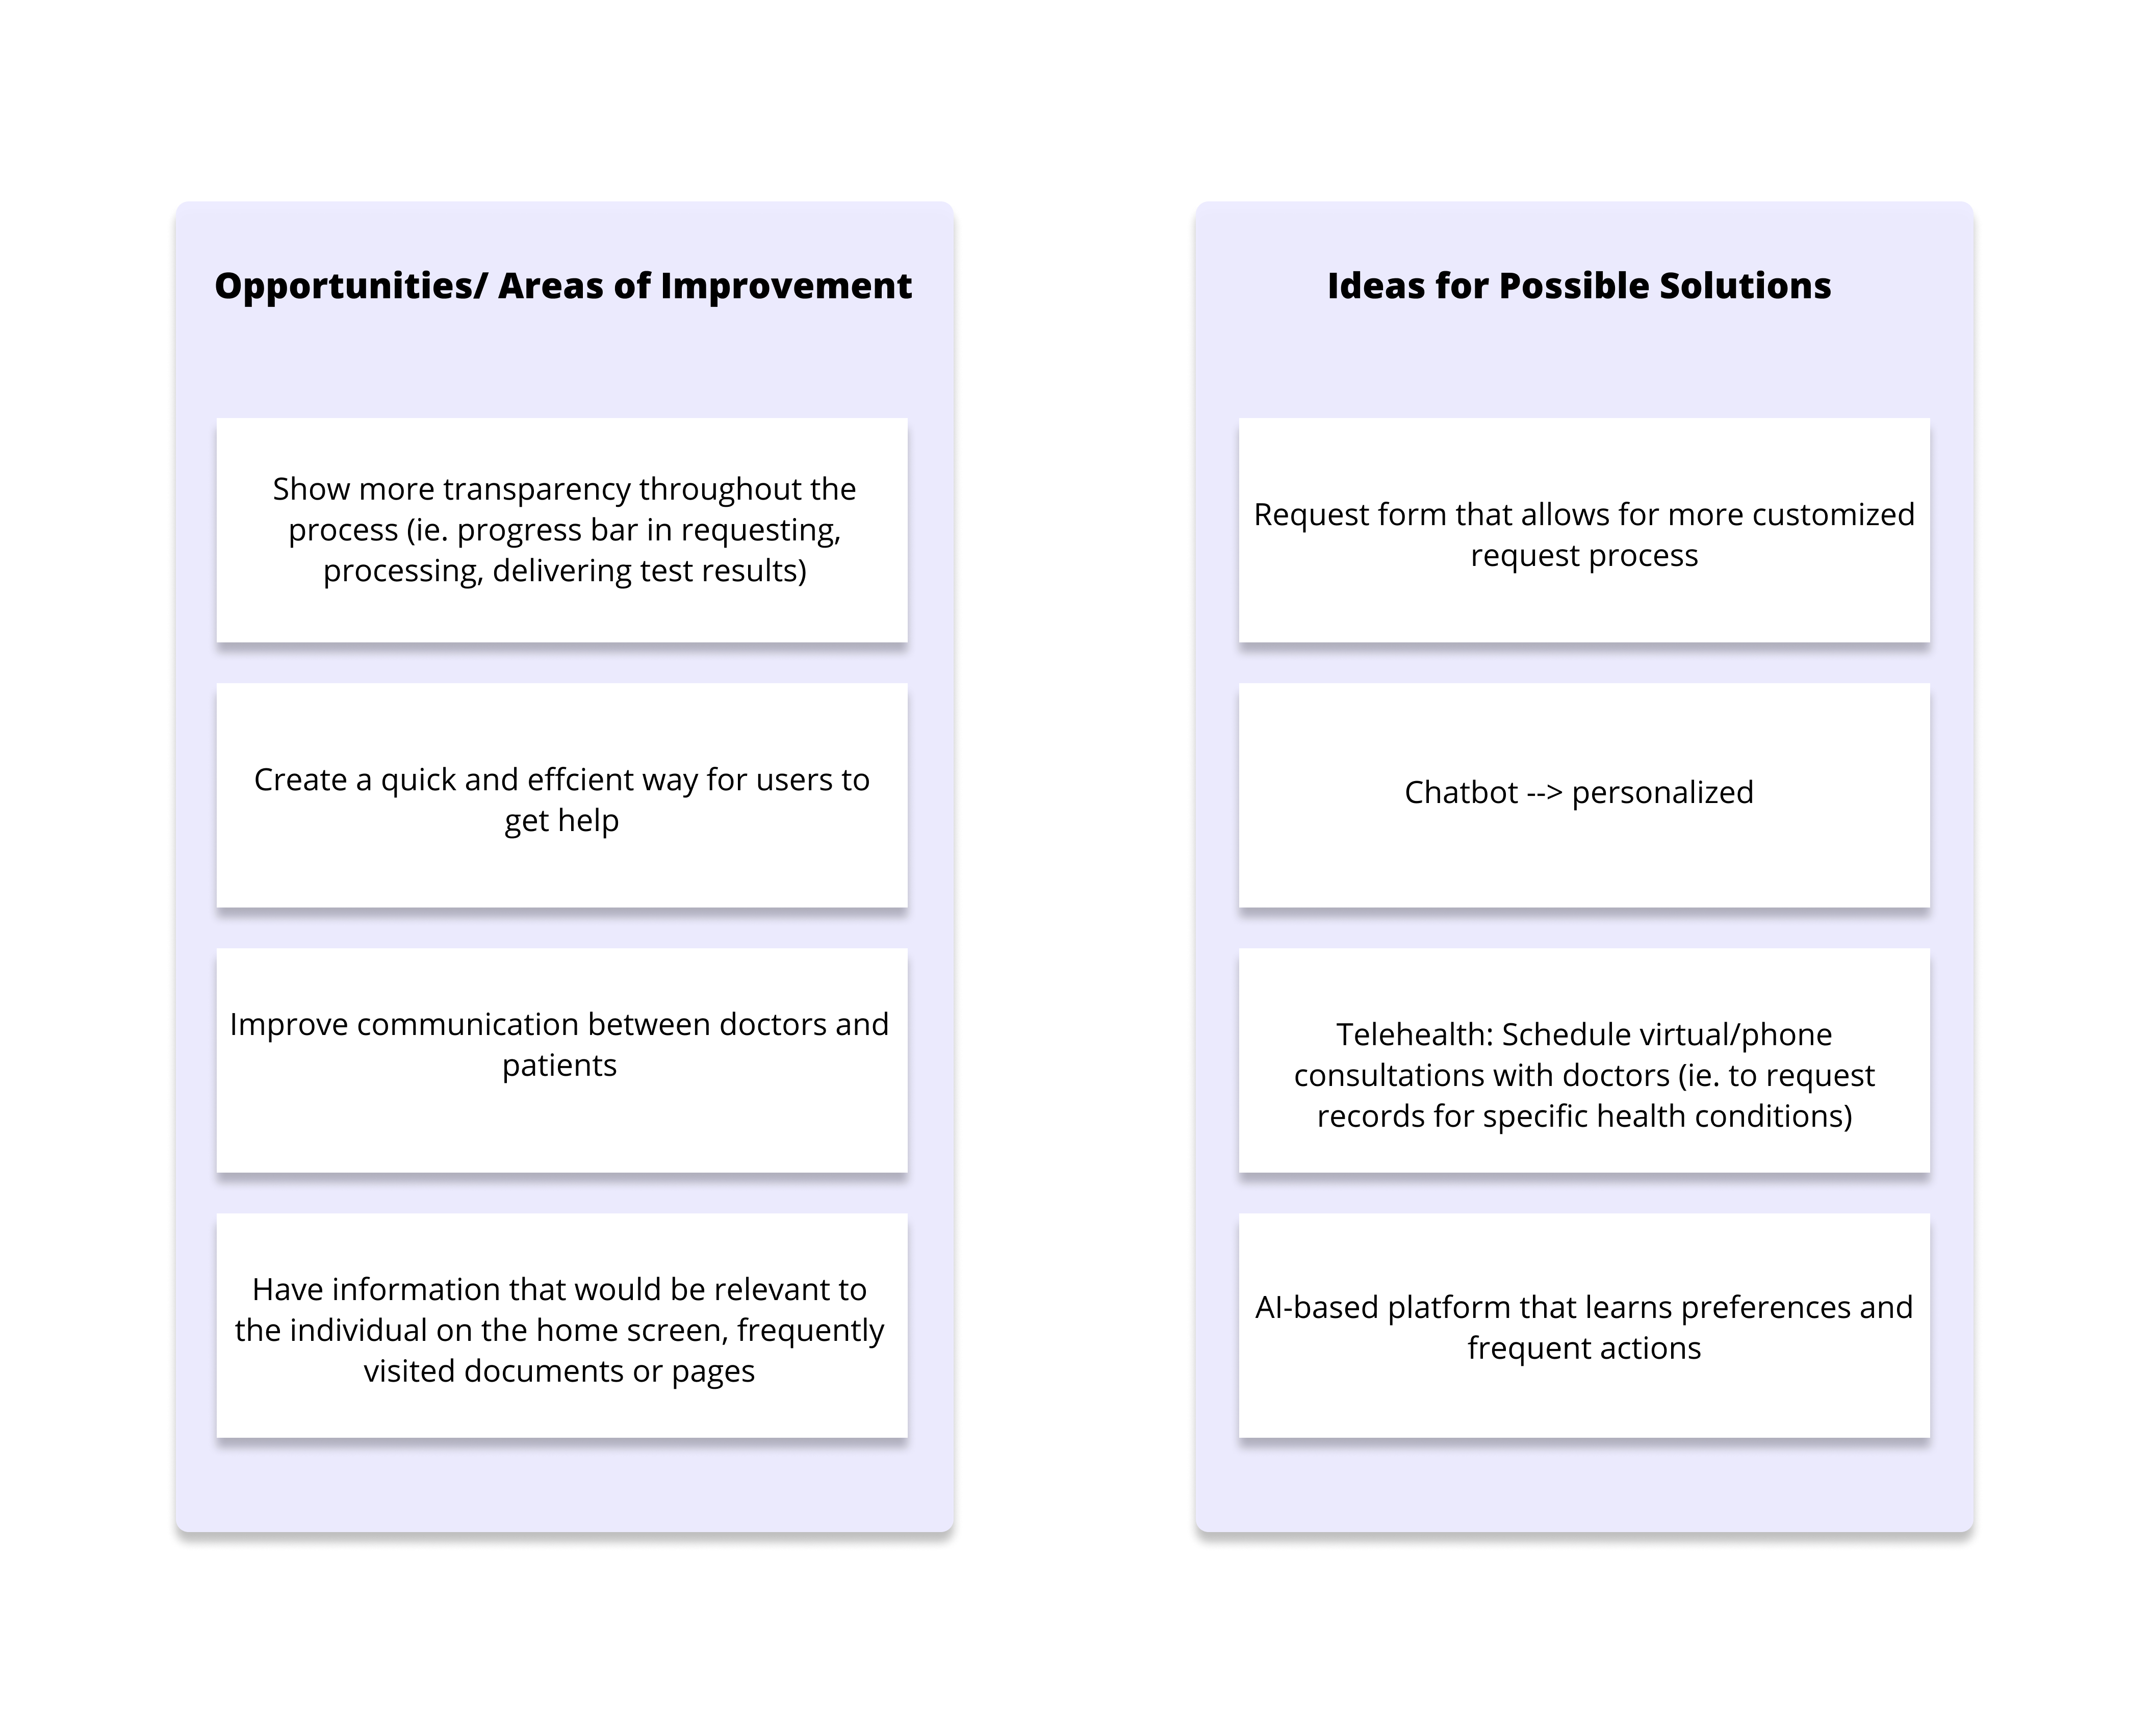 Opportunities/ Areas of Improvement
Show more transparency throughout the
process (ie. progress bar in requesting,
processing, delivering test results)
Create a quick and effcient way for users to
get help
Improve communication between doctors and
patients
Have information that would be relevant to
the individual on the home screen, frequently
visited documents or pages
Ideas for Possible Solutions
Request form that allows for more customized
request process
Chatbot --> personalized
Telehealth: Schedule virtual/phone
consultations with doctors (ie. to request
records for specific health conditions)
AI-based platform that learns preferences and
frequent actions